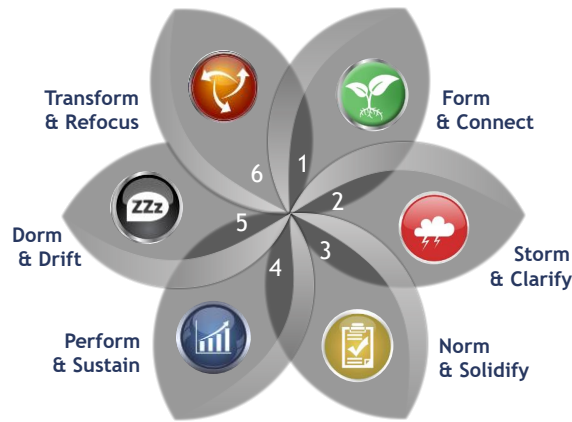 Transform
& Refocus
Form
& Connect
6
1
ZZz
5
2
Dorm
& Drift
4
3
Storm
& Clarify
Perform
& Sustain
Norm
& Solidify